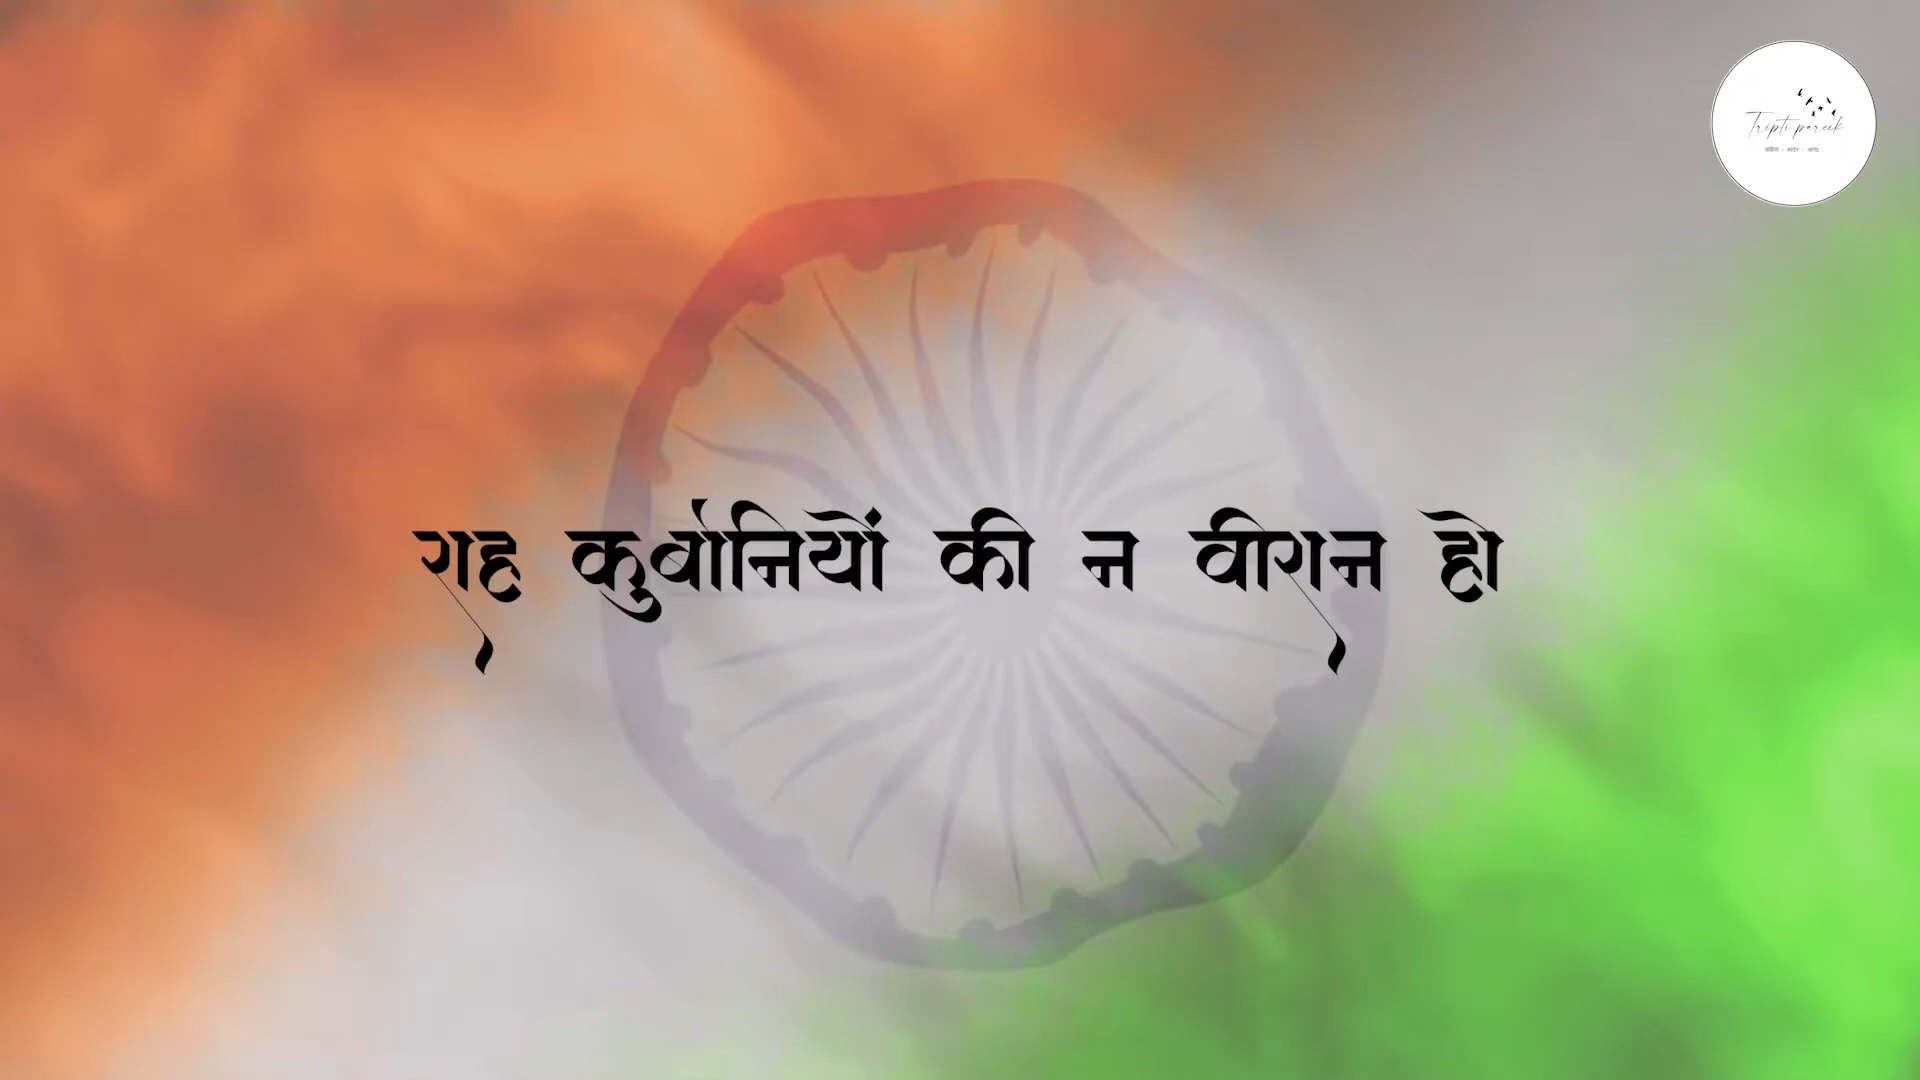 Tripti pareek
राह कुर्बानियों की न वीरान हो